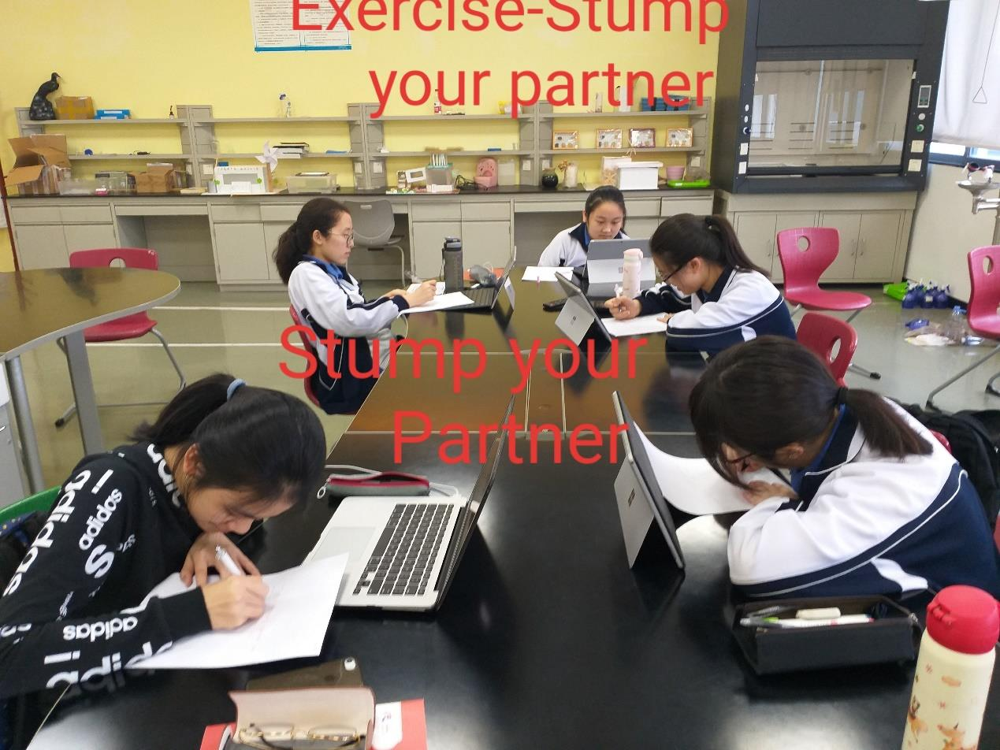 Exercise-Stump
your partner
Stump your
Partner
adidas
adidas
adidas